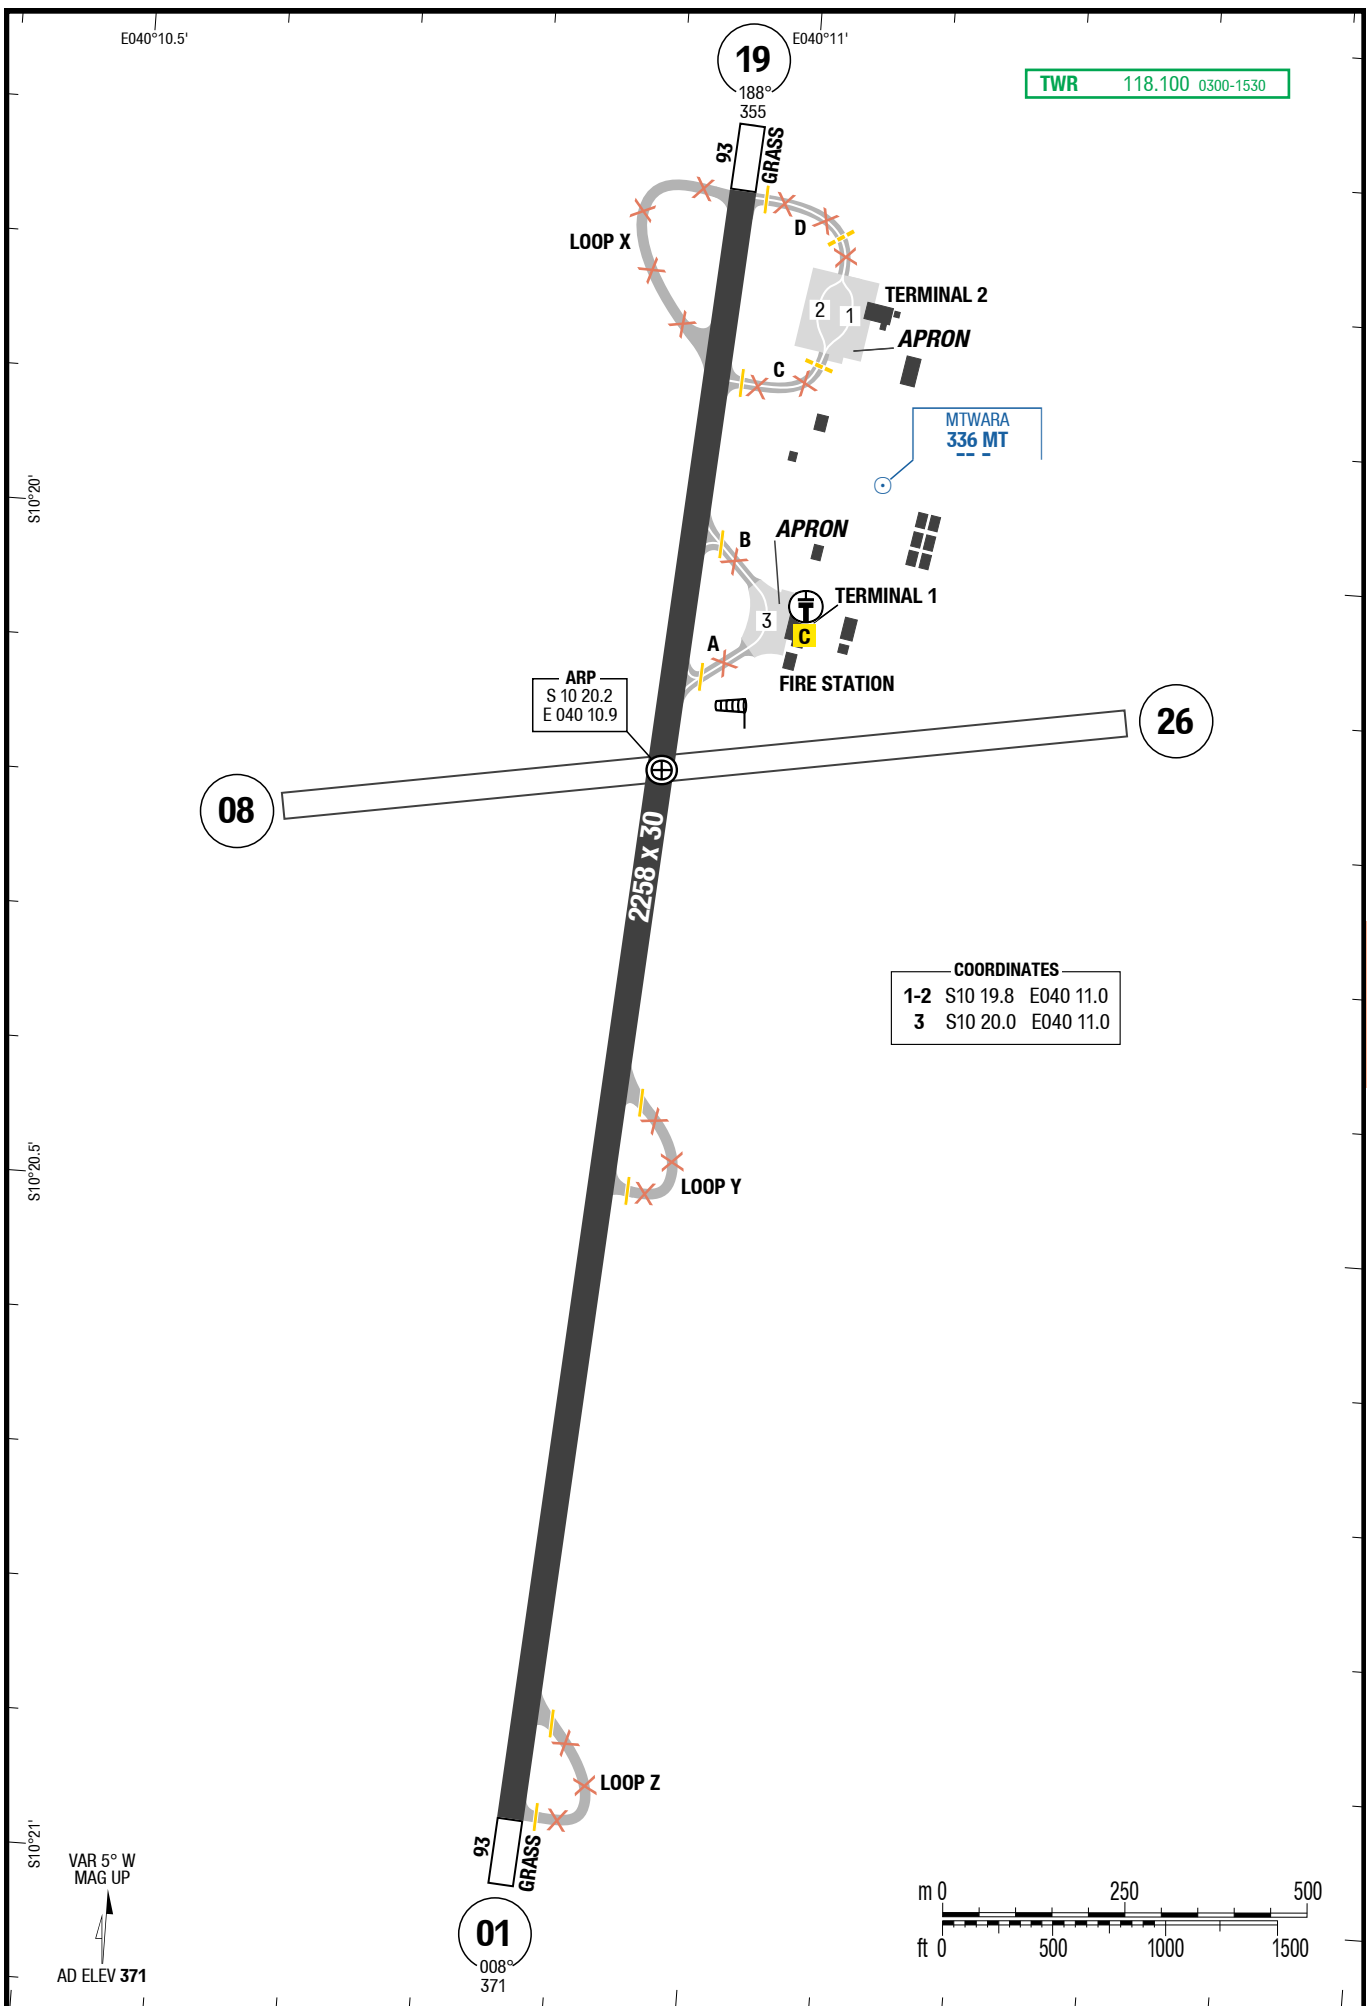 E040°10.5'
E040°11'
19
188°
355
TWR 118.100 0300-1530
93
GRASS
D
LOOP X
TERMINAL 2
2
1
APRON
C
MTWARA
336 MT
S10°20'
APRON
B
TERMINAL 1
3
C
A
FIRE STATION
ARP
S 10 20.2
E 040 10.9
26
08
2258 X 30
COORDINATES
1-2 S10 19.8 E040 11.0
3 S10 20.0 E040 11.0
S10°20.5'
LOOP Y
LOOP Z
S10°21'
93
GRASS
VAR 5° W
MAG UP
AD ELEV 371
01
008°
371
m 0 250 500
ft 0 500 1000 1500